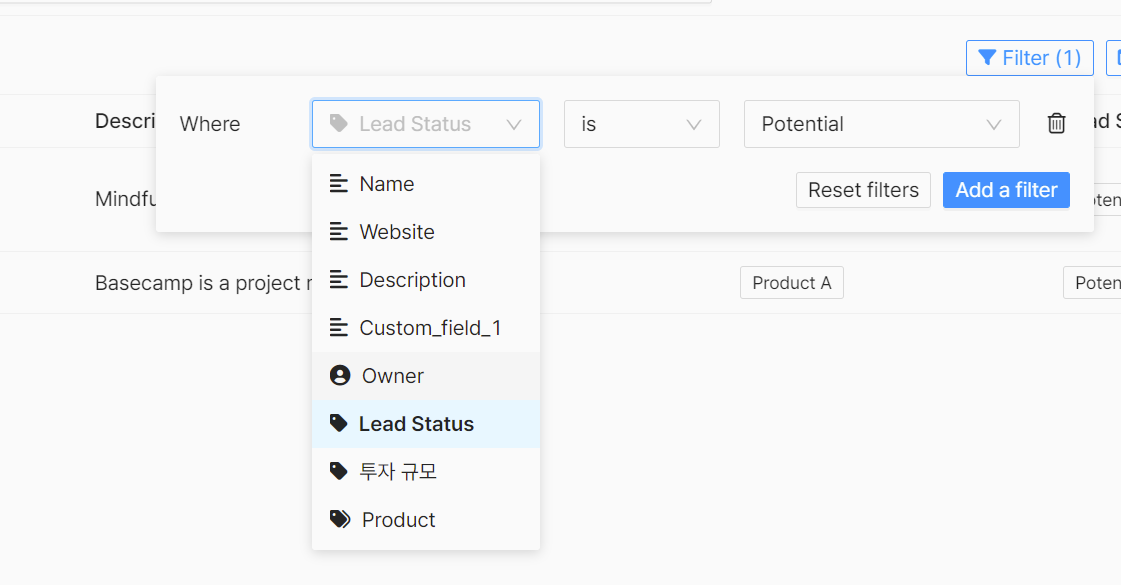 Filter (1)
Descri
Where
Lead Status
is
Potential
ad S
Name
Reset filters
Add a filter
Mindfu
oten
Website
Description
Basecamp is a project r
Product A
Poten
Custom_field_1
Owner
Lead Status
투자 규모
Product